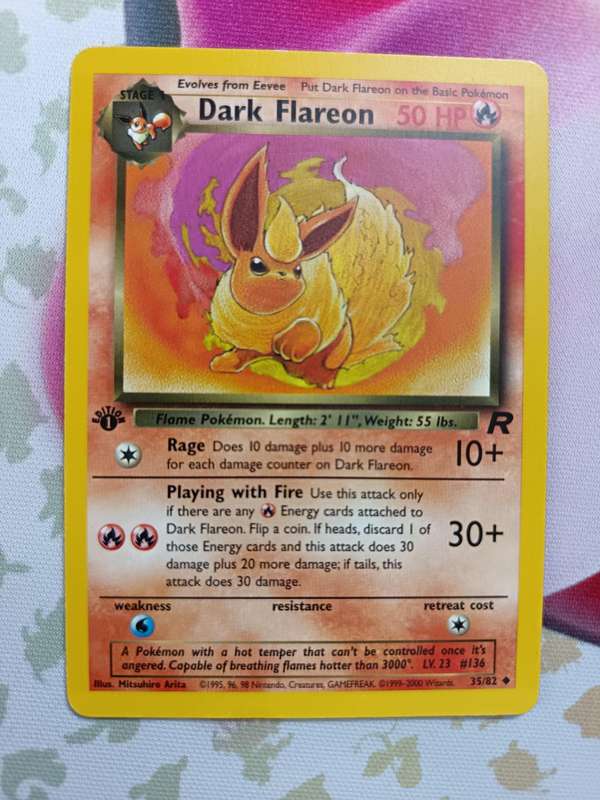 Evolves from Eevee Put Dark Flareon on the Basic Pokémon
STAGE 1
Dark Flareon 50 HP
EDITION
1
Flame Pokémon. Length: 2' 11", Weight: 55 lbs.
R
Rage Does 10 damage plus 10 more damage
for each damage counter on Dark Flareon.
10+
Playing with Fire Use this attack only
if there are any Energy cards attached to
Dark Flareon. Flip a coin. If heads, discard 1 of
those Energy cards and this attack does 30
damage plus 20 more damage; if tails, this
attack does 30 damage.
30+
weakness resistance retreat cost
A Pokémon with a hot temper that can't be controlled once it's
angered. Capable of breathing flames hotter than 3000°. LV. 23 #136
Illus. Mitsuhiro Arita ©1995, 96, 98 Nintendo, Creatures, GAMEFREAK. ©1999-2000 Wizards. 35/82